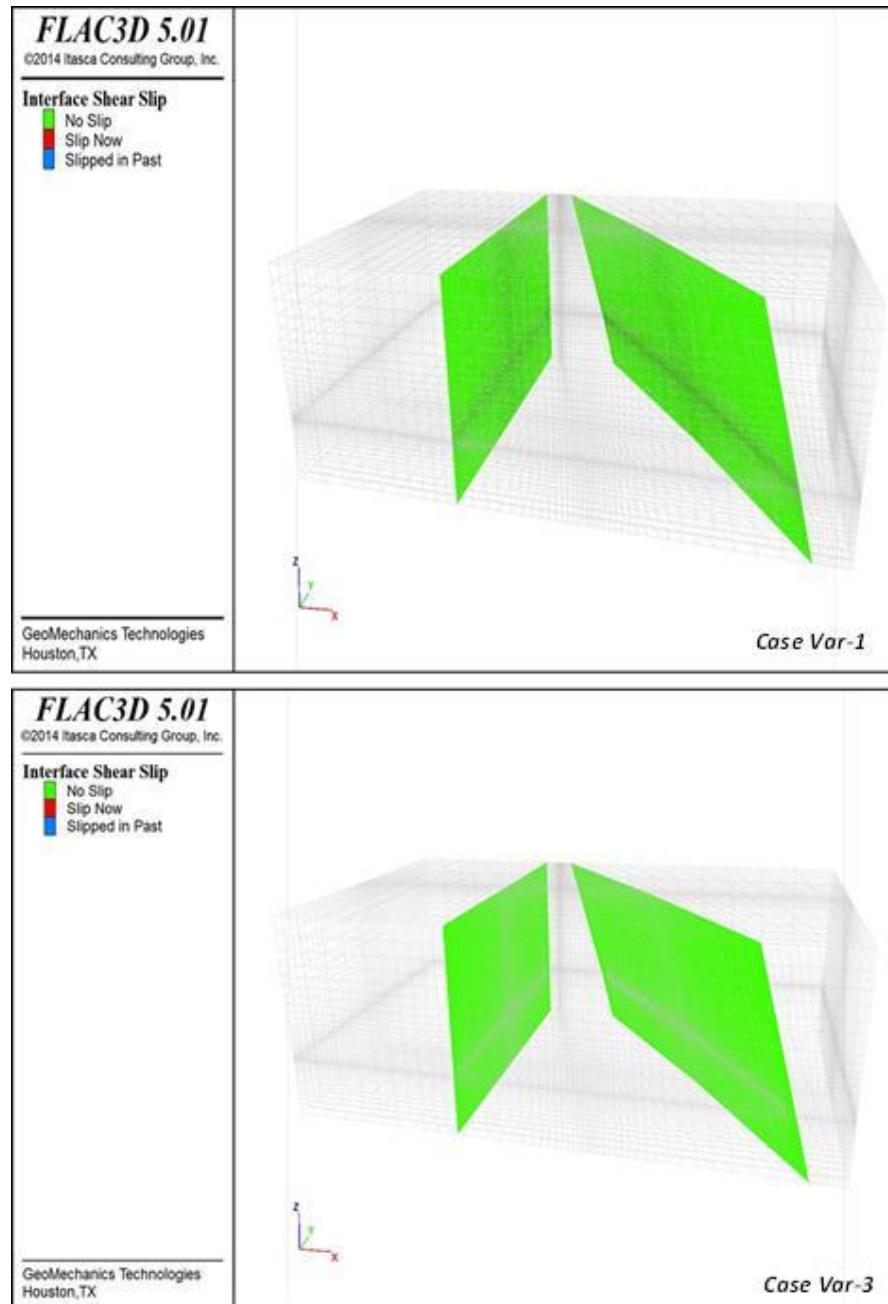 FLAC3D 5.01
©2014 Itasca Consulting Group, Inc.
Interface Shear Slip
No Slip
Slip Now
Slipped in Past
Z
Y
X
GeoMechanics Technologies
Houston,TX
Case Var-1
FLAC3D 5.01
©2014 Itasca Consulting Group, Inc.
Interface Shear Slip
No Slip
Slip Now
Slipped in Past
Z
Y
X
GeoMechanics Technologies
Houston,TX
Case Var-3